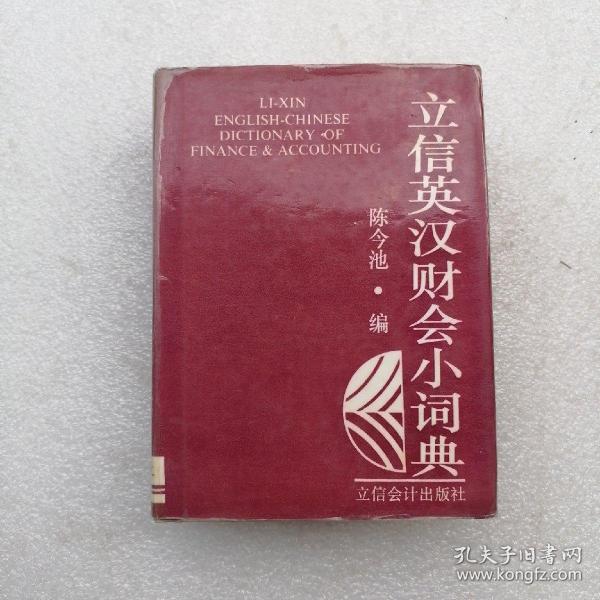 LI-XIN
ENGLISH-CHINESE
DICTIONARY OF
FINANCE & ACCOUNTING
立信英汉财会小词典
陈今池·编
立信会计出版社
孔夫子旧书网
www.kongfz.com